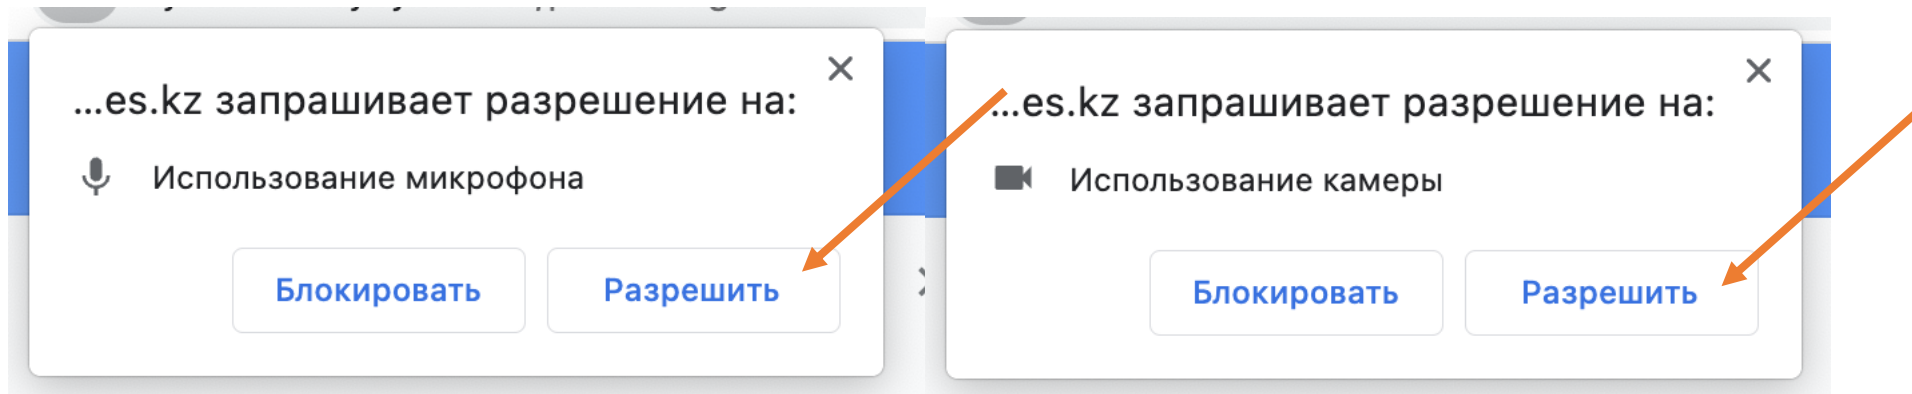 ...es.kz запрашивает разрешение на:
Использование микрофона
Блокировать
Разрешить
...es.kz запрашивает разрешение на:
Использование камеры
Блокировать
Разрешить